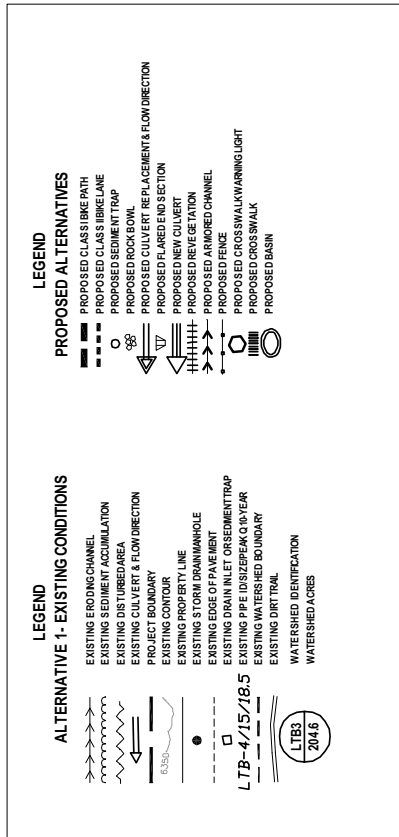 LEGEND
ALTERNATIVE 1- EXISTING CONDITIONS
EXISTING ERODING CHANNEL
EXISTING SEDIMENT ACCUMULATION
EXISTING DISTURBED AREA
EXISTING CULVERT & FLOW DIRECTION
PROJECT BOUNDARY
6350
EXISTING CONTOUR
EXISTING PROPERTY LINE
EXISTING STORM DRAIN MANHOLE
EXISTING EDGE OF PAVEMENT
EXISTING DRAIN INLET OR SEDIMENT TRAP
LTB-4/15/18.5 EXISTING PIPE ID/SIZE/PEAK Q 10-YEAR
EXISTING WATERSHED BOUNDARY
EXISTING DIRT TRAIL
LTB3 WATERSHED IDENTIFICATION
204.6 WATERSHED ACRES
LEGEND
PROPOSED ALTERNATIVES
PROPOSED CLASS I BIKE PATH
PROPOSED CLASS II BIKE LANE
PROPOSED SEDIMENT TRAP
PROPOSED ROCK BOWL
PROPOSED CULVERT REPLACEMENT & FLOW DIRECTION
PROPOSED FLARED END SECTION
PROPOSED NEW CULVERT
PROPOSED REVEGETATION
PROPOSED ARMORED CHANNEL
PROPOSED FENCE
PROPOSED CROSSWALK WARNING LIGHT
PROPOSED CROSSWALK
PROPOSED BASIN